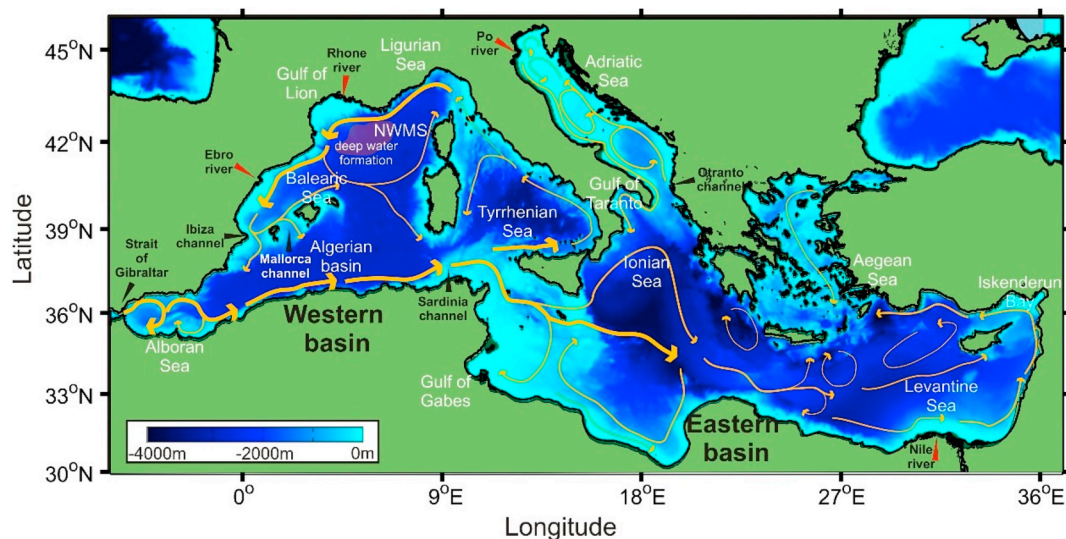 45°N
42°N
39°N
36°N
33°N
30°N
Latitude
0°
9°E
18°E
27°E
36°E
Longitude
Rhone
river
Gulf of
Lion
Ligurian
Sea
Po
river
Adriatic
Sea
NWMS
deep water
formation
Ebro
river
Balearic
Sea
Otranto
channel
Gulf of
Taranto
Tyrrhenian
Sea
Ibiza
channel
Mallorca
channel
Algerian
basin
Strait
of
Gibraltar
Ionian
Sea
Aegean
Sea
Iskenderun
Bay
Sardinia
channel
Western
basin
Alboran
Sea
Gulf of
Gabes
Levantine
Sea
Eastern
basin
Nile
river
-4000m
-2000m
0m